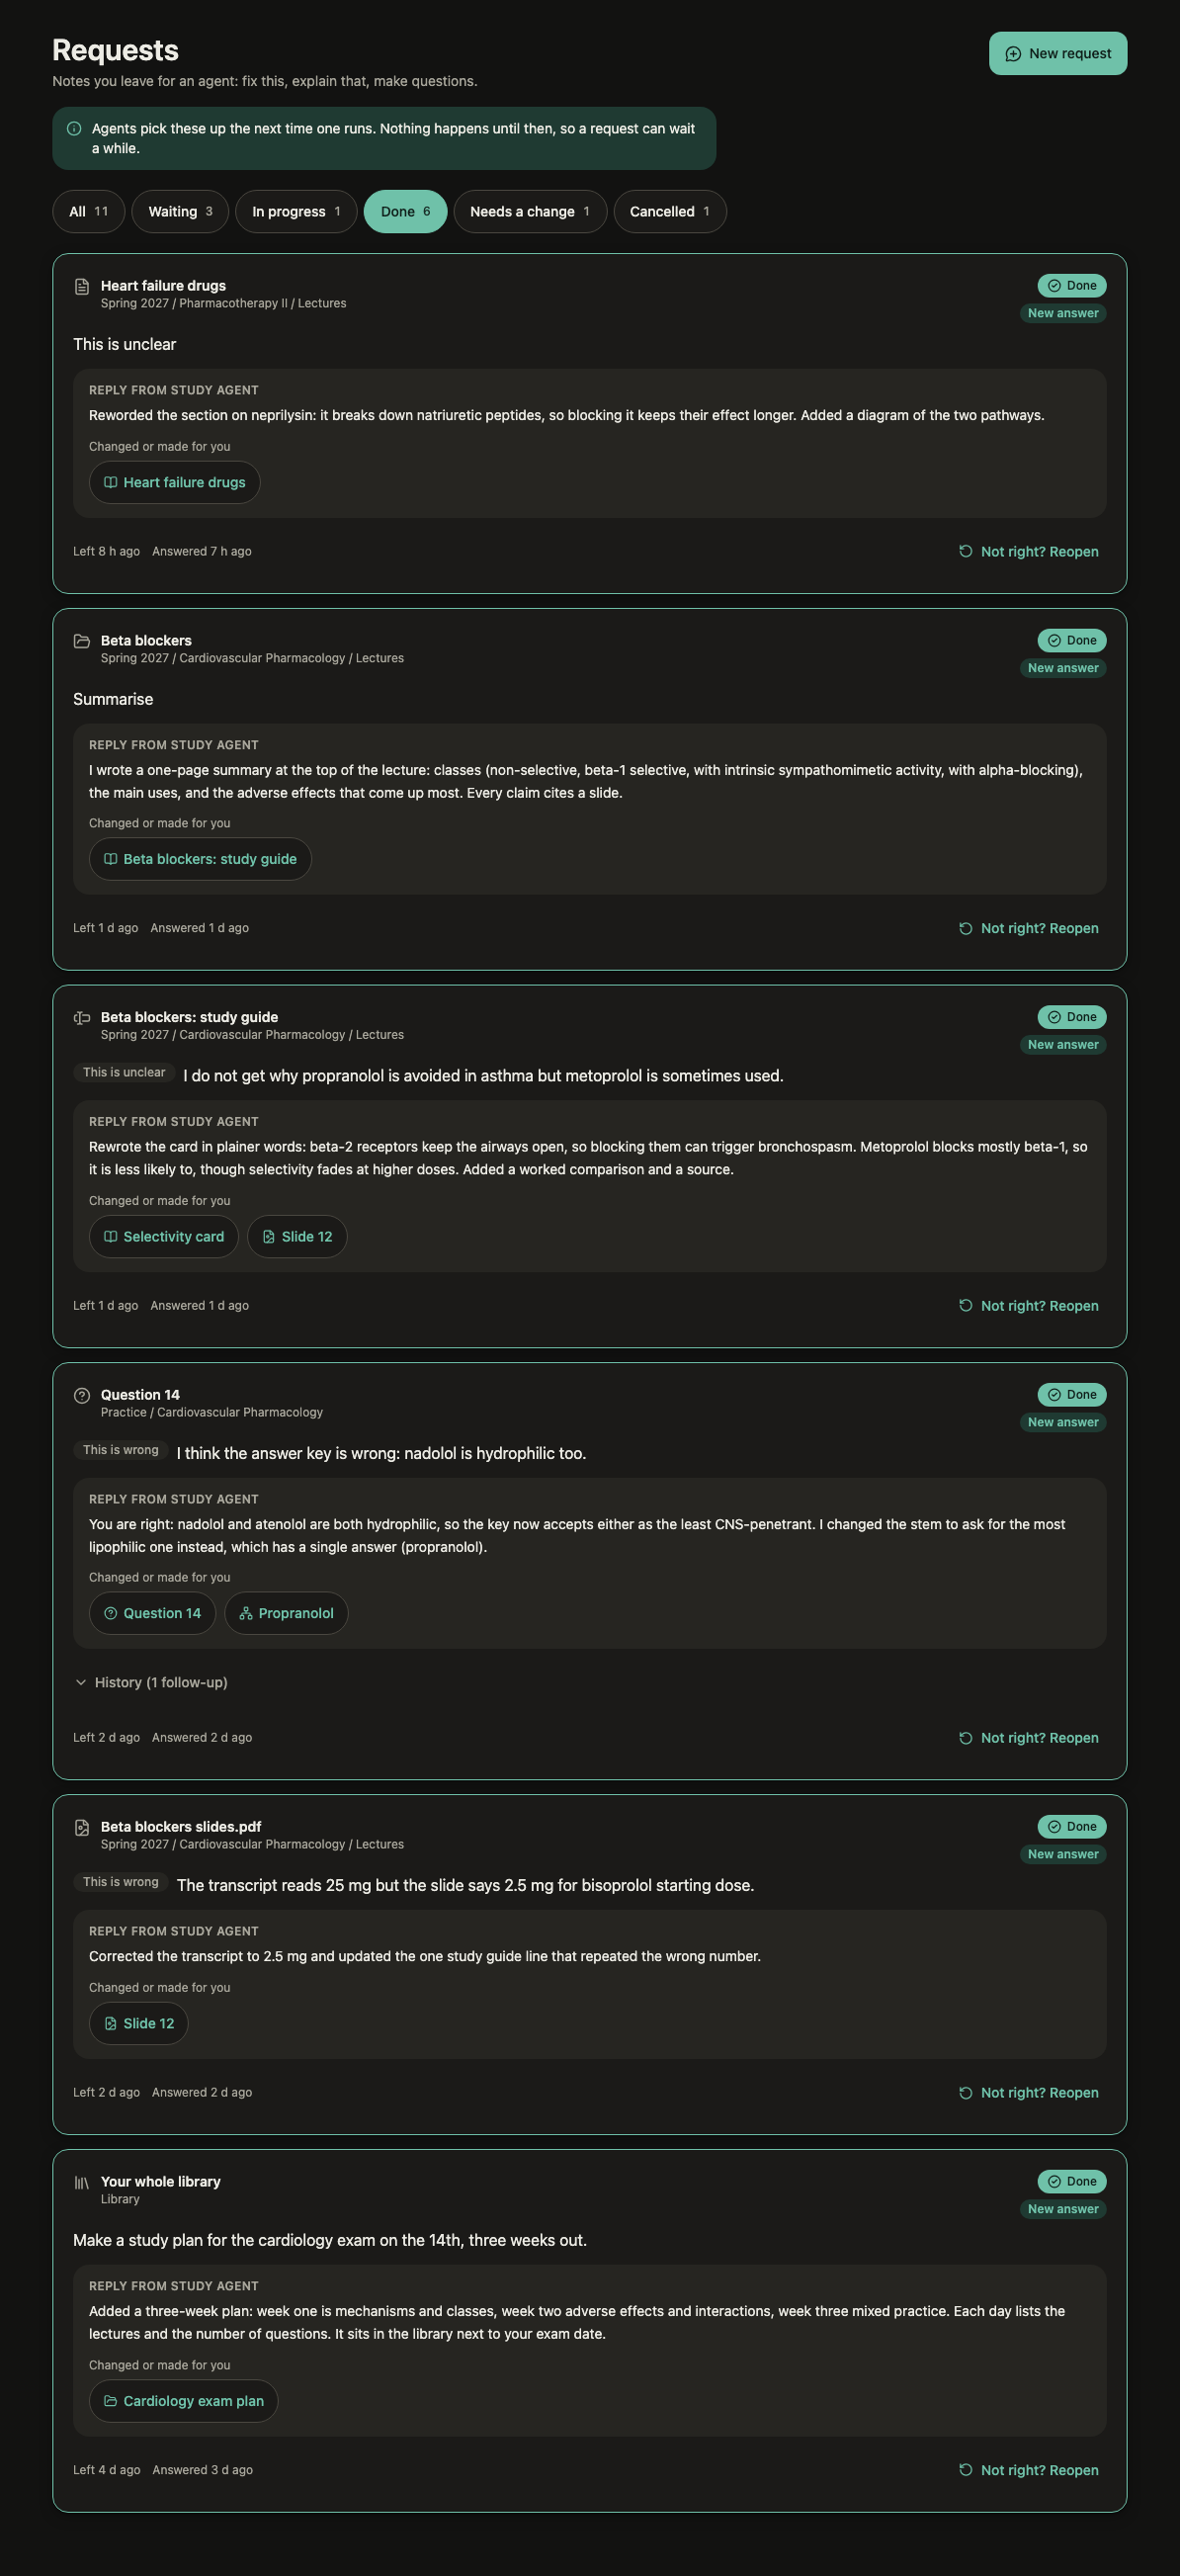 Requests
New request
Notes you leave for an agent: fix this, explain that, make questions.
Agents pick these up the next time one runs. Nothing happens until then, so a request can wait
a while.
All 11 Waiting 3 In progress 1 Done 6 Needs a change 1 Cancelled 1
Heart failure drugs
Done
Spring 2027 / Pharmacotherapy II / Lectures
New answer
This is unclear
REPLY FROM STUDY AGENT
Reworded the section on neprilysin: it breaks down natriuretic peptides, so blocking it keeps their effect longer. Added a diagram of the two pathways.
Changed or made for you
Heart failure drugs
Left 8 h ago Answered 7 h ago
Not right? Reopen
Beta blockers
Done
Spring 2027 / Cardiovascular Pharmacology / Lectures
New answer
Summarise
REPLY FROM STUDY AGENT
I wrote a one-page summary at the top of the lecture: classes (non-selective, beta-1 selective, with intrinsic sympathomimetic activity, with alpha-blocking),
the main uses, and the adverse effects that come up most. Every claim cites a slide.
Changed or made for you
Beta blockers: study guide
Left 1 d ago Answered 1 d ago
Not right? Reopen
Beta blockers: study guide
Done
Spring 2027 / Cardiovascular Pharmacology / Lectures
New answer
This is unclear I do not get why propranolol is avoided in asthma but metoprolol is sometimes used.
REPLY FROM STUDY AGENT
Rewrote the card in plainer words: beta-2 receptors keep the airways open, so blocking them can trigger bronchospasm. Metoprolol blocks mostly beta-1, so
it is less likely to, though selectivity fades at higher doses. Added a worked comparison and a source.
Changed or made for you
Selectivity card Slide 12
Left 1 d ago Answered 1 d ago
Not right? Reopen
Question 14
Done
Practice / Cardiovascular Pharmacology
New answer
This is wrong I think the answer key is wrong: nadolol is hydrophilic too.
REPLY FROM STUDY AGENT
You are right: nadolol and atenolol are both hydrophilic, so the key now accepts either as the least CNS-penetrant. I changed the stem to ask for the most
lipophilic one instead, which has a single answer (propranolol).
Changed or made for you
Question 14 Propranolol
History (1 follow-up)
Left 2 d ago Answered 2 d ago
Not right? Reopen
Beta blockers slides.pdf
Done
Spring 2027 / Cardiovascular Pharmacology / Lectures
New answer
This is wrong The transcript reads 25 mg but the slide says 2.5 mg for bisoprolol starting dose.
REPLY FROM STUDY AGENT
Corrected the transcript to 2.5 mg and updated the one study guide line that repeated the wrong number.
Changed or made for you
Slide 12
Left 2 d ago Answered 2 d ago
Not right? Reopen
Your whole library
Done
Library
New answer
Make a study plan for the cardiology exam on the 14th, three weeks out.
REPLY FROM STUDY AGENT
Added a three-week plan: week one is mechanisms and classes, week two adverse effects and interactions, week three mixed practice. Each day lists the
lectures and the number of questions. It sits in the library next to your exam date.
Changed or made for you
Cardiology exam plan
Left 4 d ago Answered 3 d ago
Not right? Reopen